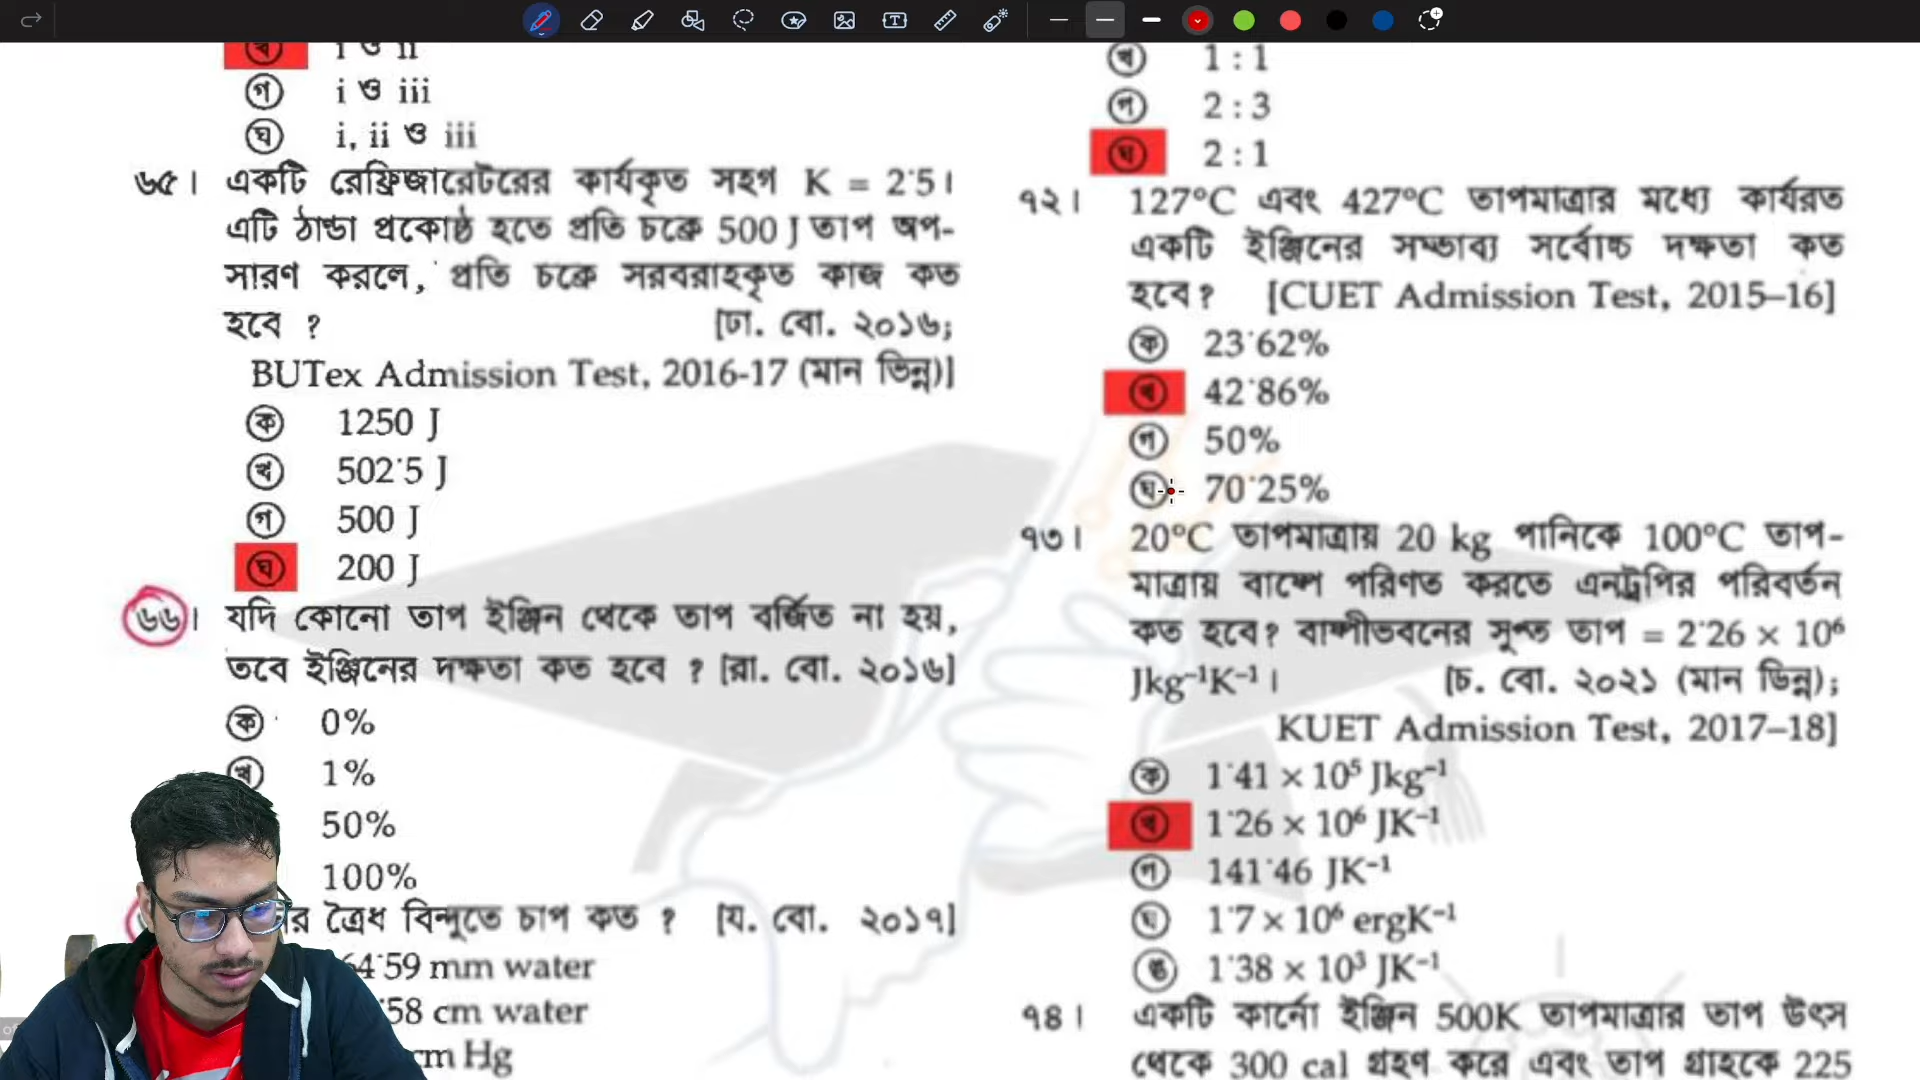 খ i ও ii
গ i ও iii
ঘ i, ii ও iii
৬৫। একটি রেফ্রিজারেটরের কার্যকৃত সহগ K = 2·5।
এটি ঠান্ডা প্রকোষ্ঠ হতে প্রতি চক্রে 500 J তাপ অপ-
সারণ করলে, প্রতি চক্রে সরবরাহকৃত কাজ কত
হবে ? [ঢা. বো. ২০১৬;
BUTex Admission Test, 2016-17 (মান ভিন্ন)]
ক 1250 J
খ 502·5 J
গ 500 J
ঘ 200 J
৬৬। যদি কোনো তাপ ইঞ্জিন থেকে তাপ বর্জিত না হয়,
তবে ইঞ্জিনের দক্ষতা কত হবে ? [রা. বো. ২০১৬]
ক 0%
খ 1%
50%
100%
র ত্রৈধ বিন্দুতে চাপ কত ? [য. বো. ২০১৭]
64·59 mm water
·58 cm water
cm Hg
খ 1 : 1
গ 2 : 3
ঘ 2 : 1
৭২। 127°C এবং 427°C তাপমাত্রার মধ্যে কার্যরত
একটি ইঞ্জিনের সম্ভাব্য সর্বোচ্চ দক্ষতা কত
হবে? [CUET Admission Test, 2015–16]
ক 23·62%
খ 42·86%
গ 50%
ঘ 70·25%
৭৩। 20°C তাপমাত্রায় 20 kg পানিকে 100°C তাপ-
মাত্রায় বাষ্পে পরিণত করতে এনট্রপির পরিবর্তন
কত হবে? বাষ্পীভবনের সুপ্ত তাপ = 2·26 × 10⁶
Jkg⁻¹K⁻¹। [চ. বো. ২০২১ (মান ভিন্ন);
KUET Admission Test, 2017–18]
ক 1·41 × 10⁵ Jkg⁻¹
খ 1·26 × 10⁶ JK⁻¹
গ 141·46 JK⁻¹
ঘ 1·7 × 10⁶ ergK⁻¹
ঙ 1·38 × 10³ JK⁻¹
৭৪। একটি কার্নো ইঞ্জিন 500K তাপমাত্রার তাপ উৎস
থেকে 300 cal গ্রহণ করে এবং তাপ গ্রাহকে 225